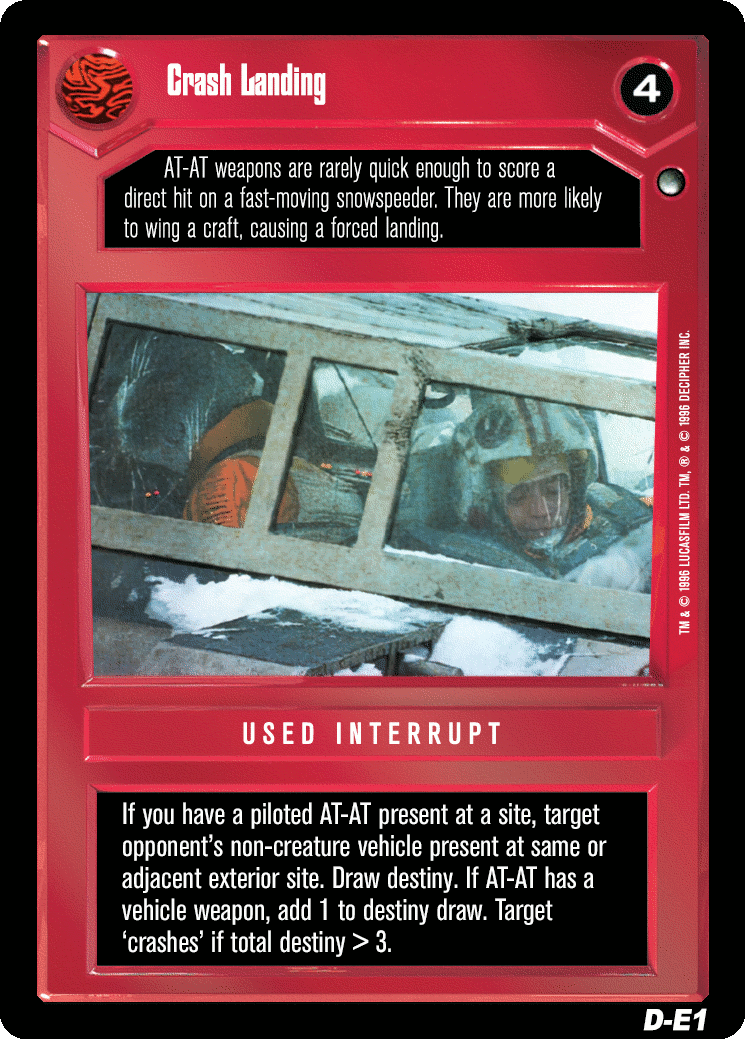 Crash Landing
4
AT-AT weapons are rarely quick enough to score a
direct hit on a fast-moving snowspeeder. They are more likely
to wing a craft, causing a forced landing.
TM & © 1996 LUCASFILM LTD. TM, ® & © 1996 DECIPHER INC.
USED INTERRUPT
If you have a piloted AT-AT present at a site, target
opponent’s non-creature vehicle present at same or
adjacent exterior site. Draw destiny. If AT-AT has a
vehicle weapon, add 1 to destiny draw. Target
‘crashes’ if total destiny > 3.
D-E1